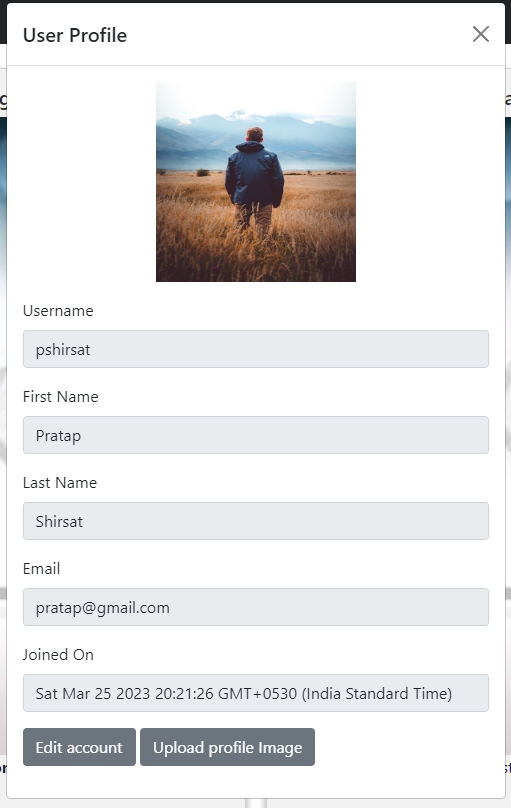 User Profile
Username
pshirsat
First Name
Pratap
Last Name
Shirsat
Email
pratap@gmail.com
Joined On
Sat Mar 25 2023 20:21:26 GMT+0530 (India Standard Time)
Edit account Upload profile Image